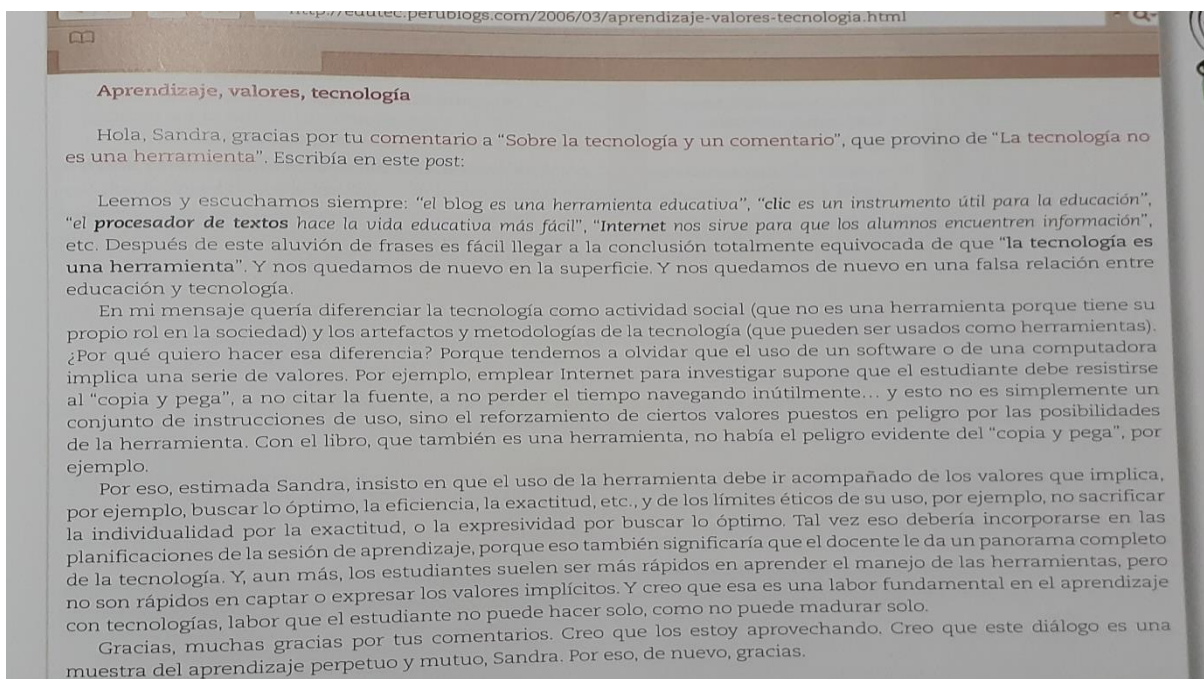 http://edutec.perublogs.com/2006/03/aprendizaje-valores-tecnologia.html
Aprendizaje, valores, tecnología
Hola, Sandra, gracias por tu comentario a "Sobre la tecnología y un comentario", que provino de "La tecnología no
es una herramienta". Escribía en este post:
Leemos y escuchamos siempre: "el blog es una herramienta educativa", "clic es un instrumento útil para la educación",
"el procesador de textos hace la vida educativa más fácil", "Internet nos sirve para que los alumnos encuentren información",
etc. Después de este aluvión de frases es fácil llegar a la conclusión totalmente equivocada de que "la tecnología es
una herramienta". Y nos quedamos de nuevo en la superficie. Y nos quedamos de nuevo en una falsa relación entre
educación y tecnología.
En mi mensaje quería diferenciar la tecnología como actividad social (que no es una herramienta porque tiene su
propio rol en la sociedad) y los artefactos y metodologías de la tecnología (que pueden ser usados como herramientas).
¿Por qué quiero hacer esa diferencia? Porque tendemos a olvidar que el uso de un software o de una computadora
implica una serie de valores. Por ejemplo, emplear Internet para investigar supone que el estudiante debe resistirse
al "copia y pega", a no citar la fuente, a no perder el tiempo navegando inútilmente... y esto no es simplemente un
conjunto de instrucciones de uso, sino el reforzamiento de ciertos valores puestos en peligro por las posibilidades
de la herramienta. Con el libro, que también es una herramienta, no había el peligro evidente del "copia y pega", por
ejemplo.
Por eso, estimada Sandra, insisto en que el uso de la herramienta debe ir acompañado de los valores que implica,
por ejemplo, buscar lo óptimo, la eficiencia, la exactitud, etc., y de los límites éticos de su uso, por ejemplo, no sacrificar
la individualidad por la exactitud, o la expresividad por buscar lo óptimo. Tal vez eso debería incorporarse en las
planificaciones de la sesión de aprendizaje, porque eso también significaría que el docente le da un panorama completo
de la tecnología. Y, aun más, los estudiantes suelen ser más rápidos en aprender el manejo de las herramientas, pero
no son rápidos en captar o expresar los valores implícitos. Y creo que esa es una labor fundamental en el aprendizaje
con tecnologías, labor que el estudiante no puede hacer solo, como no puede madurar solo.
Gracias, muchas gracias por tus comentarios. Creo que los estoy aprovechando. Creo que este diálogo es una
muestra del aprendizaje perpetuo y mutuo, Sandra. Por eso, de nuevo, gracias.